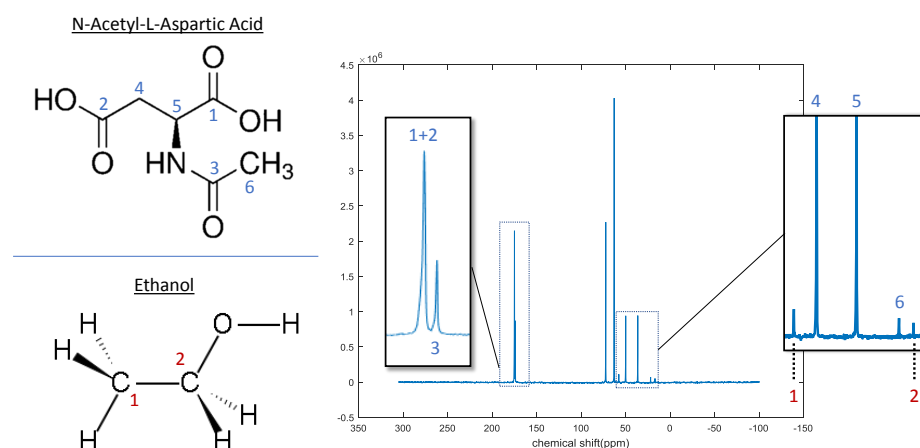 N-Acetyl-L-Aspartic Acid
O
HO
4
2
5
1
OH
O
HN
3
CH3
6
O
Ethanol
H
O
H
H
2
C
C
1
H
H
H
×10^6
4
3.5
3
2.5
2
1.5
1
0.5
0
-0.5
350
300
250
200
150
100
50
0
-50
-100
-150
chemical shift(ppm)
1+2
3
4
5
6
1
2